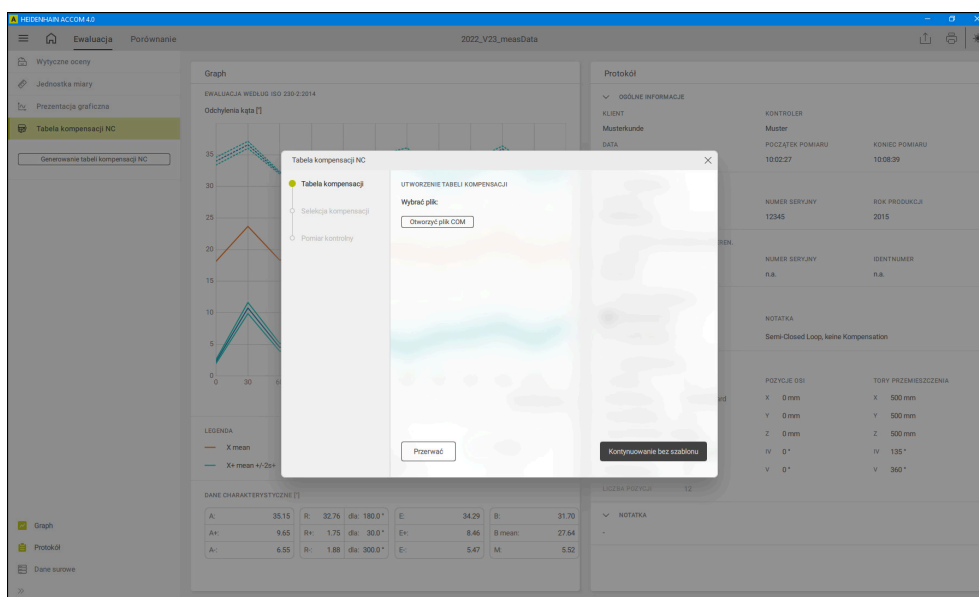 HEIDENHAIN ACCOM 4.0
Ewaluacja Porównanie 2022_V23_measData
Wytyczne oceny
Jednostka miary
Prezentacja graficzna
Tabela kompensacji NC
Generowanie tabeli kompensacji NC
Graph
Protokół
Dane surowe
Graph
EWALUACJA WEDŁUG ISO 230-2:2014
Odchylenia kąta ["]
35
30
25
20
15
10
5
0
0 30
LEGENDA
X mean
X+ mean +/-2s+
DANE CHARAKTERYSTYCZNE ["]
A: 35.15 R: 32.76 dla: 180.0 ° E: 34.29 B: 31.70
A+: 9.65 R+: 1.75 dla: 30.0 ° E+: 8.46 B mean: 27.64
A-: 6.55 R-: 1.88 dla: 300.0 ° E-: 5.47 M: 5.52
Tabela kompensacji NC
Tabela kompensacji
Selekcja kompensacji
Pomiar kontrolny
UTWORZENIE TABELI KOMPENSACJI
Wybrać plik:
Otworzyć plik COM
Przerwać
Kontynuowanie bez szablonu
Protokół
OGÓLNE INFORMACJE
KLIENT KONTROLER
Musterkunde Muster
DATA POCZĄTEK POMIARU KONIEC POMIARU
10:02:27 10:08:39
NUMER SERYJNY ROK PRODUKCJI
12345 2015
NUMER SERYJNY IDENTNUMER
n.a. n.a.
NOTATKA
Semi-Closed Loop, keine Kompensation
POZYCJE OSI TORY PRZEMIESZCZENIA
X 0 mm X 500 mm
Y 0 mm Y 500 mm
Z 0 mm Z 500 mm
IV 0 ° IV 135 °
V 0 ° V 360 °
LICZBA POZYCJI 12
NOTATKA
-